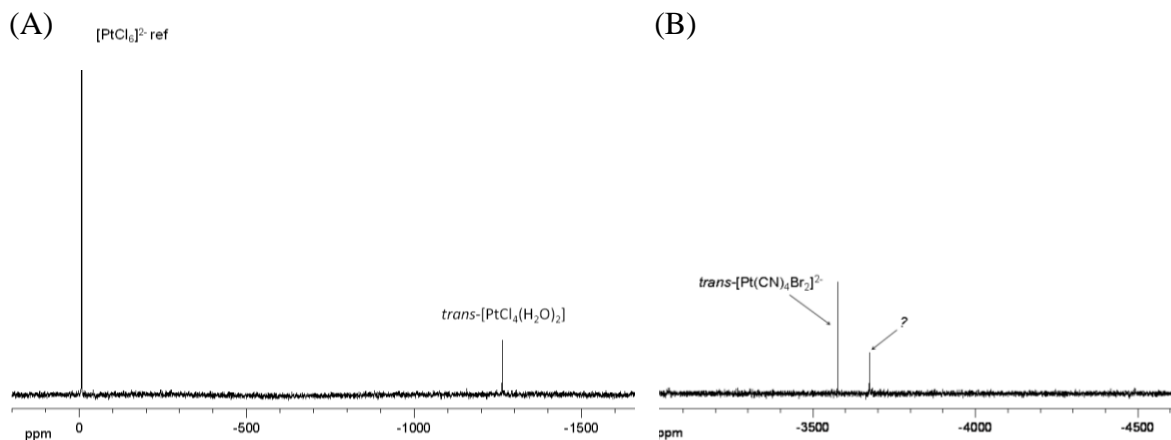 (A)
[PtCl₆]²⁻ ref
trans-[PtCl₄(H₂O)₂]
0 -500 -1000 -1500
ppm
(B)
trans-[Pt(CN)₄Br₂]²⁻
?
ppm -3500 -4000 -4500